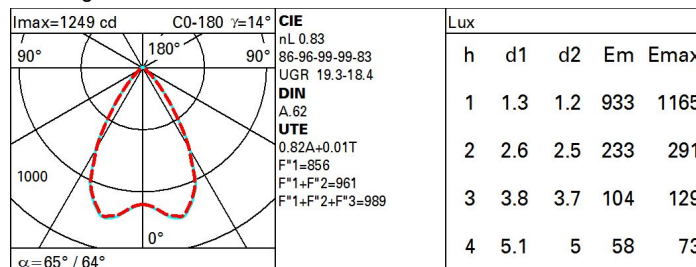 Imax=1249 cd C0-180 γ=14°
90° 180° 90°
1000
0°
α=65° / 64°
CIE
nL 0.83
86-96-99-99-83
UGR 19.3-18.4
DIN
A.62
UTE
0.82A+0.01T
F"1=856
F"1+F"2=961
F"1+F"2+F"3=989
Lux
h d1 d2 Em Emax
1 1.3 1.2 933 1165
2 2.6 2.5 233 291
3 3.8 3.7 104 129
4 5.1 5 58 73